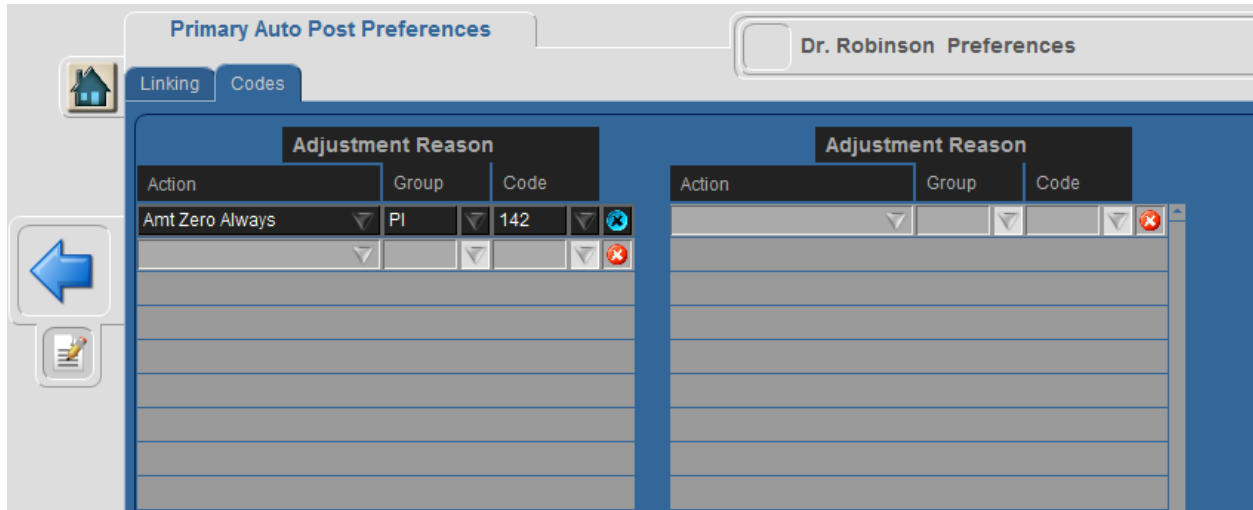 Primary Auto Post Preferences
Dr. Robinson Preferences
Linking Codes
Adjustment Reason Adjustment Reason
Action Group Code Action Group Code
Amt Zero Always PI 142